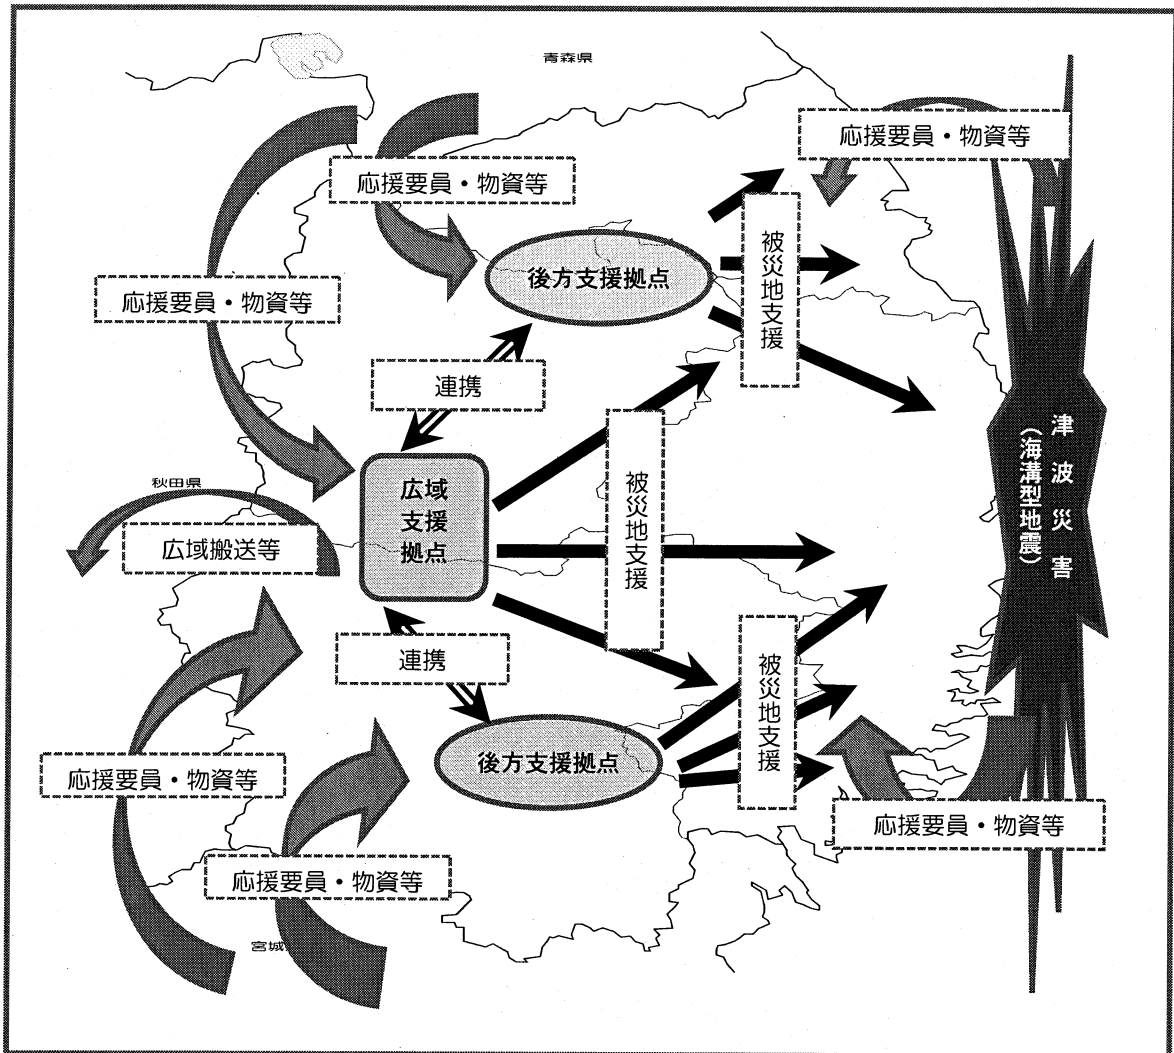 青森県
応援要員・物資等
応援要員・物資等
後方支援拠点
被災地支援
応援要員・物資等
連携
津波災害
（海溝型地震）
秋田県
広域
支援
拠点
被災地支援
広域搬送等
連携
被災地支援
応援要員・物資等
後方支援拠点
応援要員・物資等
応援要員・物資等
宮城